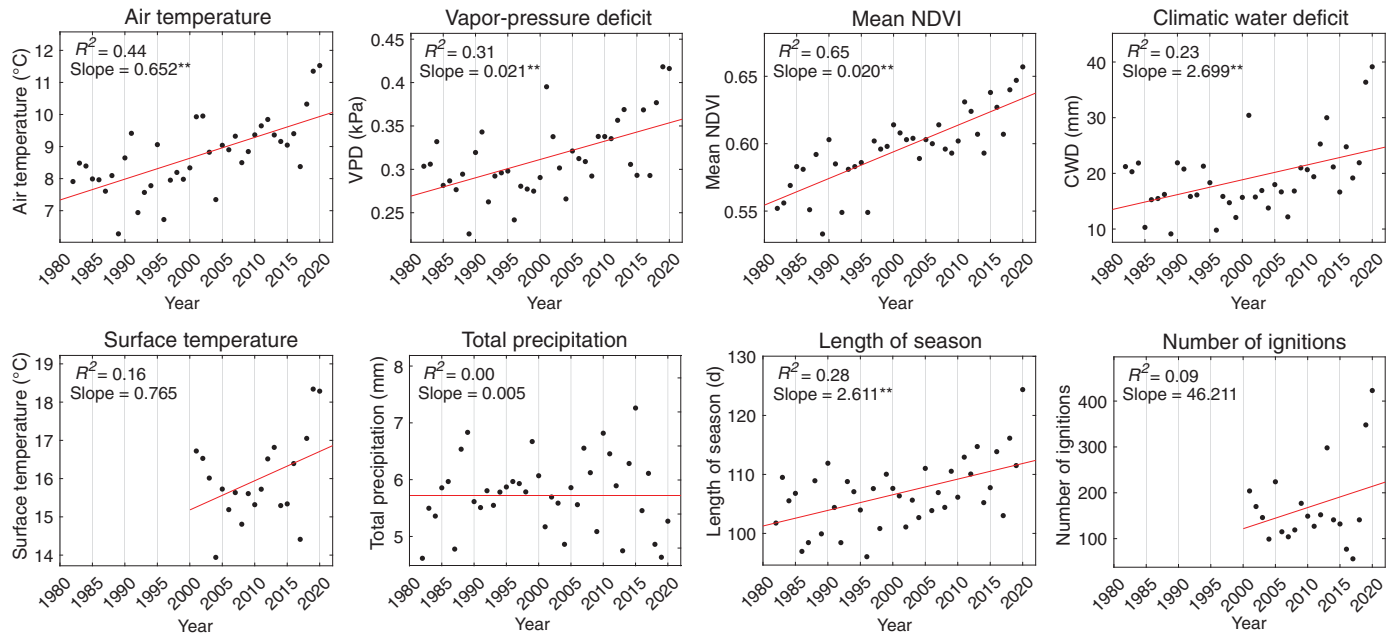 Air temperature
R² = 0.44
Slope = 0.652**
Air temperature (°C)
12
11
10
9
8
7
1980
1985
1990
1995
2000
2005
2010
2015
2020
Year
Vapor-pressure deficit
R² = 0.31
Slope = 0.021**
VPD (kPa)
0.45
0.4
0.35
0.3
0.25
1980
1985
1990
1995
2000
2005
2010
2015
2020
Year
Mean NDVI
R² = 0.65
Slope = 0.020**
Mean NDVI
0.65
0.60
0.55
1980
1985
1990
1995
2000
2005
2010
2015
2020
Year
Climatic water deficit
R² = 0.23
Slope = 2.699**
CWD (mm)
40
30
20
10
1980
1985
1990
1995
2000
2005
2010
2015
2020
Year
Surface temperature
R² = 0.16
Slope = 0.765
Surface temperature (°C)
19
18
17
16
15
14
1980
1985
1990
1995
2000
2005
2010
2015
2020
Year
Total precipitation
R² = 0.00
Slope = 0.005
Total precipitation (mm)
8
7
6
5
1980
1985
1990
1995
2000
2005
2010
2015
2020
Year
Length of season
R² = 0.28
Slope = 2.611**
Length of season (d)
130
120
110
100
1980
1985
1990
1995
2000
2005
2010
2015
2020
Year
Number of ignitions
R² = 0.09
Slope = 46.211
Number of ignitions
400
300
200
100
1980
1985
1990
1995
2000
2005
2010
2015
2020
Year